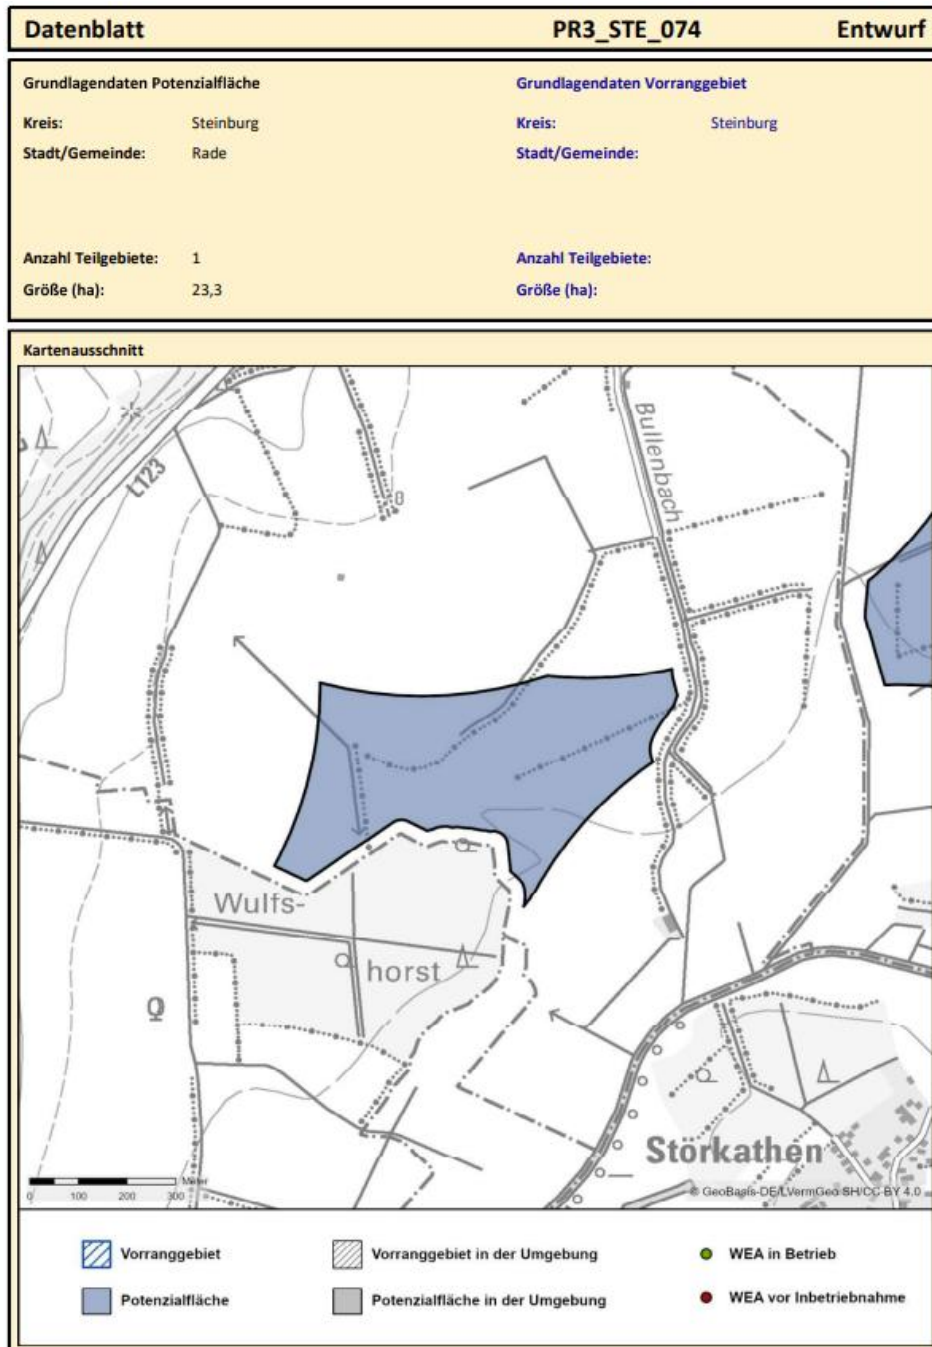 Datenblatt PR3_STE_074 Entwurf
Grundlagendaten Potenzialfläche Grundlagendaten Vorranggebiet
Kreis: Steinburg Kreis: Steinburg
Stadt/Gemeinde: Rade Stadt/Gemeinde:
Anzahl Teilgebiete: 1 Anzahl Teilgebiete:
Größe (ha): 23,3 Größe (ha):
Kartenausschnitt
L123
8
Bullenbach
Wulfs-
horst
Störkathen
Meter
0 100 200 300
© GeoBasis-DE/LVermGeo SH/CC BY 4.0
Vorranggebiet Vorranggebiet in der Umgebung WEA in Betrieb
Potenzialfläche Potenzialfläche in der Umgebung WEA vor Inbetriebnahme